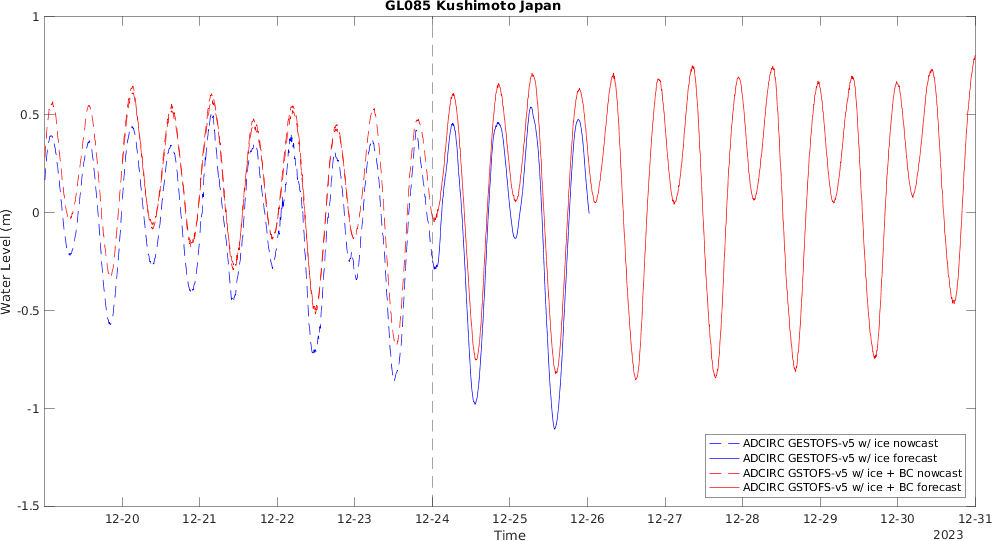 GL085 Kushimoto Japan
1
0.5
0
-0.5
-1
-1.5
Water Level (m)
12-20
12-21
12-22
12-23
12-24
12-25
12-26
12-27
12-28
12-29
12-30
12-31
Time
2023
ADCIRC GESTOFS-v5 w/ ice nowcast
ADCIRC GESTOFS-v5 w/ ice forecast
ADCIRC GSTOFS-v5 w/ ice + BC nowcast
ADCIRC GSTOFS-v5 w/ ice + BC forecast